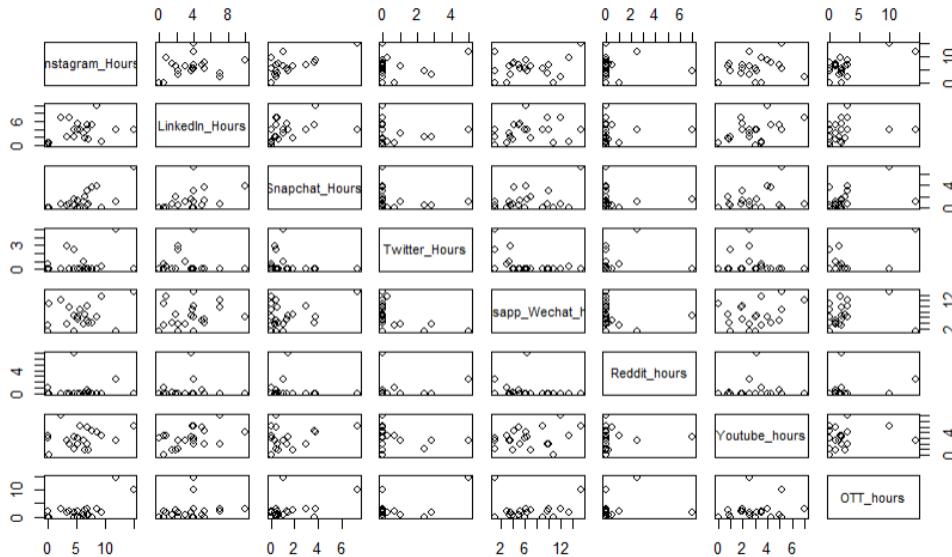 0 4 8 0 2 4 0 2 4 6 0 5 10
nstagram_Hours
0 10
0 6
LinkedIn_Hours
Snapchat_Hours
0 4
0 3
Twitter_Hours
sapp_Wechat_h
2 12
0 4
Reddit_hours
Youtube_hours
0 4
0 10
OTT_hours
0 5 10 0 2 4 6 2 6 12 0 2 4 6